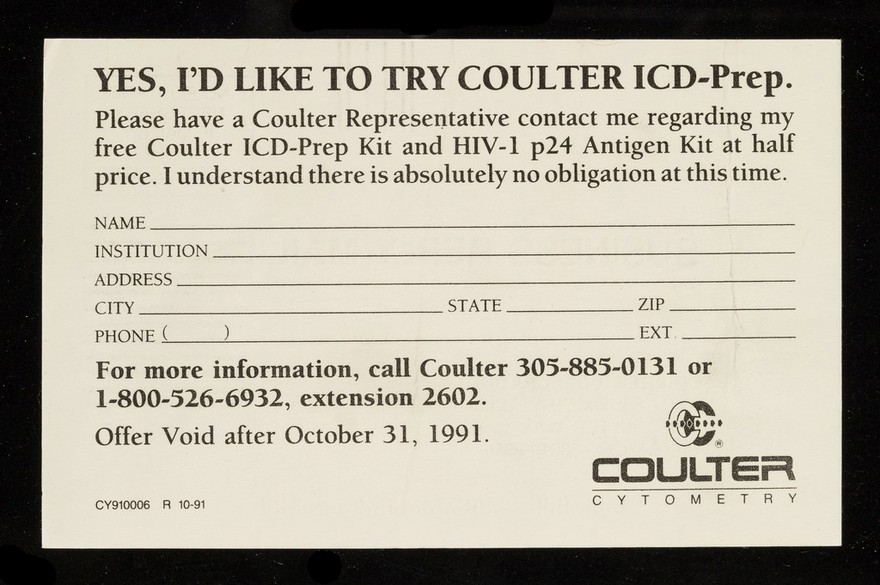 YES, I'D LIKE TO TRY COULTER ICD-Prep.
Please have a Coulter Representative contact me regarding my
free Coulter ICD-Prep Kit and HIV-1 p24 Antigen Kit at half
price. I understand there is absolutely no obligation at this time.
NAME
INSTITUTION
ADDRESS
CITY STATE ZIP
PHONE ( ) EXT.
For more information, call Coulter 305-885-0131 or
1-800-526-6932, extension 2602.
Offer Void after October 31, 1991.
®
COULTER
CYTOMETRY
CY910006 R 10-91